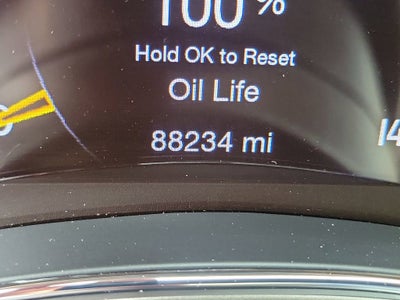 100%
Hold OK to Reset
Oil Life
88234 mi